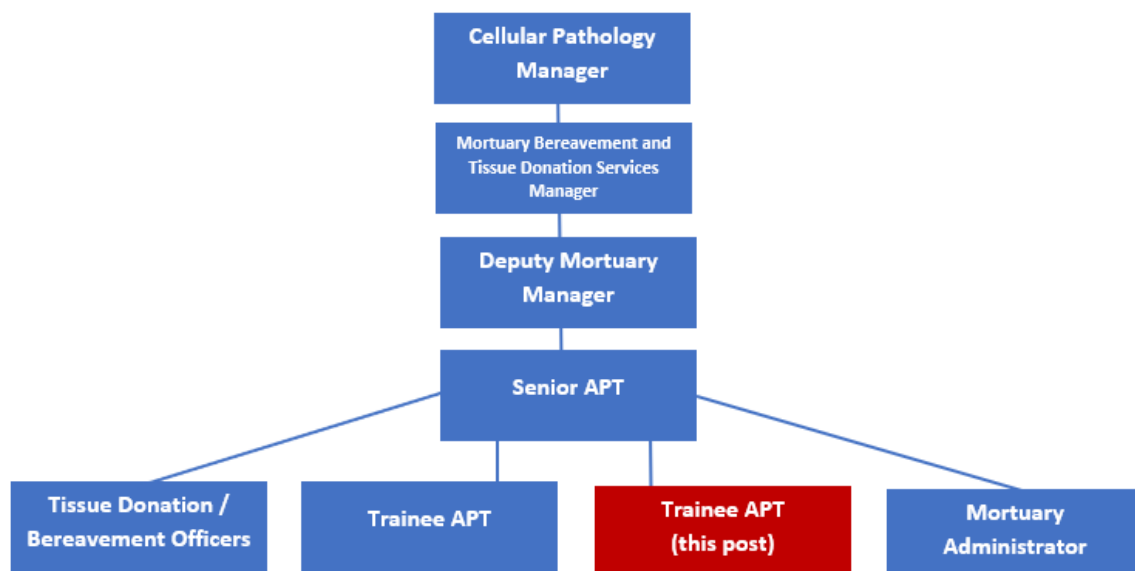 Cellular Pathology
Manager
Mortuary Bereavement and
Tissue Donation Services
Manager
Deputy Mortuary
Manager
Senior APT
Tissue Donation /
Bereavement Officers
Trainee APT
Trainee APT
(this post)
Mortuary
Administrator